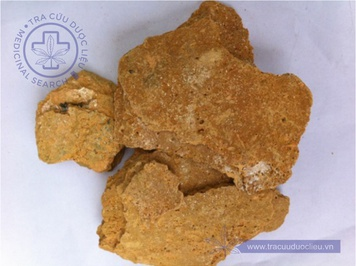 TRA CỨU DƯỢC LIỆU
MEDICINAL SEARCH
www.tracuuduoclieu.vn